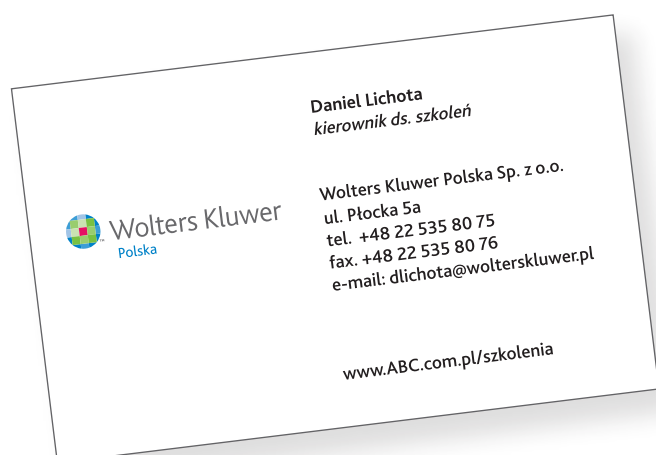 Daniel Lichota
kierownik ds. szkoleń
Wolters Kluwer
Polska
Wolters Kluwer Polska Sp. z o.o.
ul. Płocka 5a
tel. +48 22 535 80 75
fax. +48 22 535 80 76
e-mail: dlichota@wolterskluwer.pl
www.ABC.com.pl/szkolenia